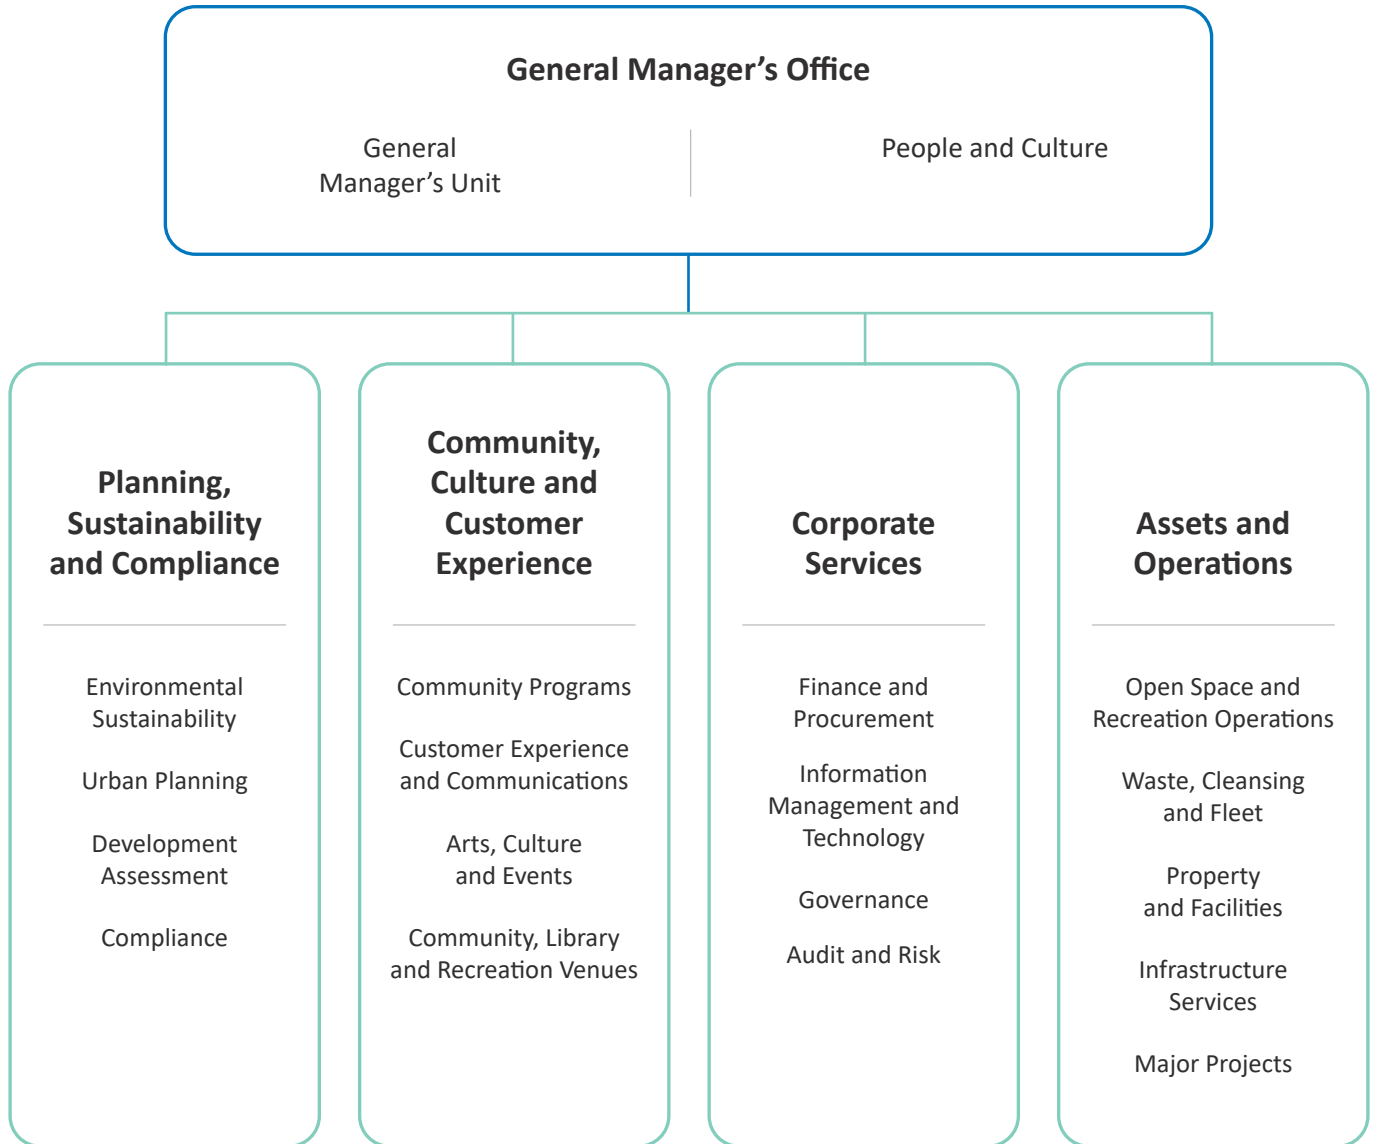 General Manager’s Office
General
Manager’s Unit
People and Culture
Planning,
Sustainability
and Compliance
Environmental
Sustainability
Urban Planning
Development
Assessment
Compliance
Community,
Culture and
Customer
Experience
Community Programs
Customer Experience
and Communications
Arts, Culture
and Events
Community, Library
and Recreation Venues
Corporate
Services
Finance and
Procurement
Information
Management and
Technology
Governance
Audit and Risk
Assets and
Operations
Open Space and
Recreation Operations
Waste, Cleansing
and Fleet
Property
and Facilities
Infrastructure
Services
Major Projects